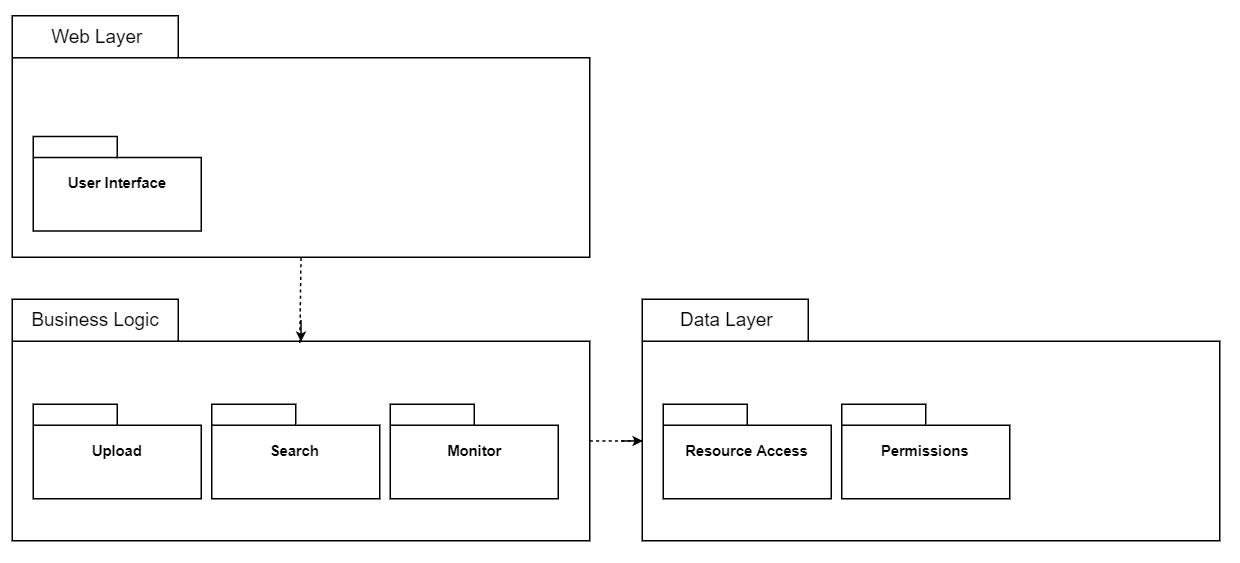 Web Layer
User Interface
Business Logic
Data Layer
Upload
Search
Monitor
Resource Access
Permissions